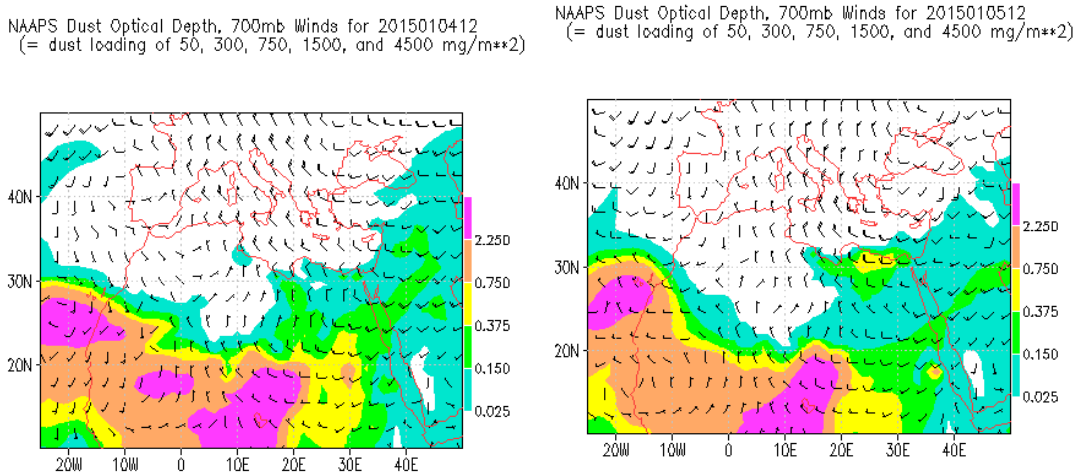 NAAPS Dust Optical Depth, 700mb Winds for 2015010412
(= dust loading of 50, 300, 750, 1500, and 4500 mg/m**2)
40N
30N
20N
20W 10W 0 10E 20E 30E 40E
2.250
0.750
0.375
0.150
0.025
NAAPS Dust Optical Depth, 700mb Winds for 2015010512
(= dust loading of 50, 300, 750, 1500, and 4500 mg/m**2)
40N
30N
20N
20W 10W 0 10E 20E 30E 40E
2.250
0.750
0.375
0.150
0.025